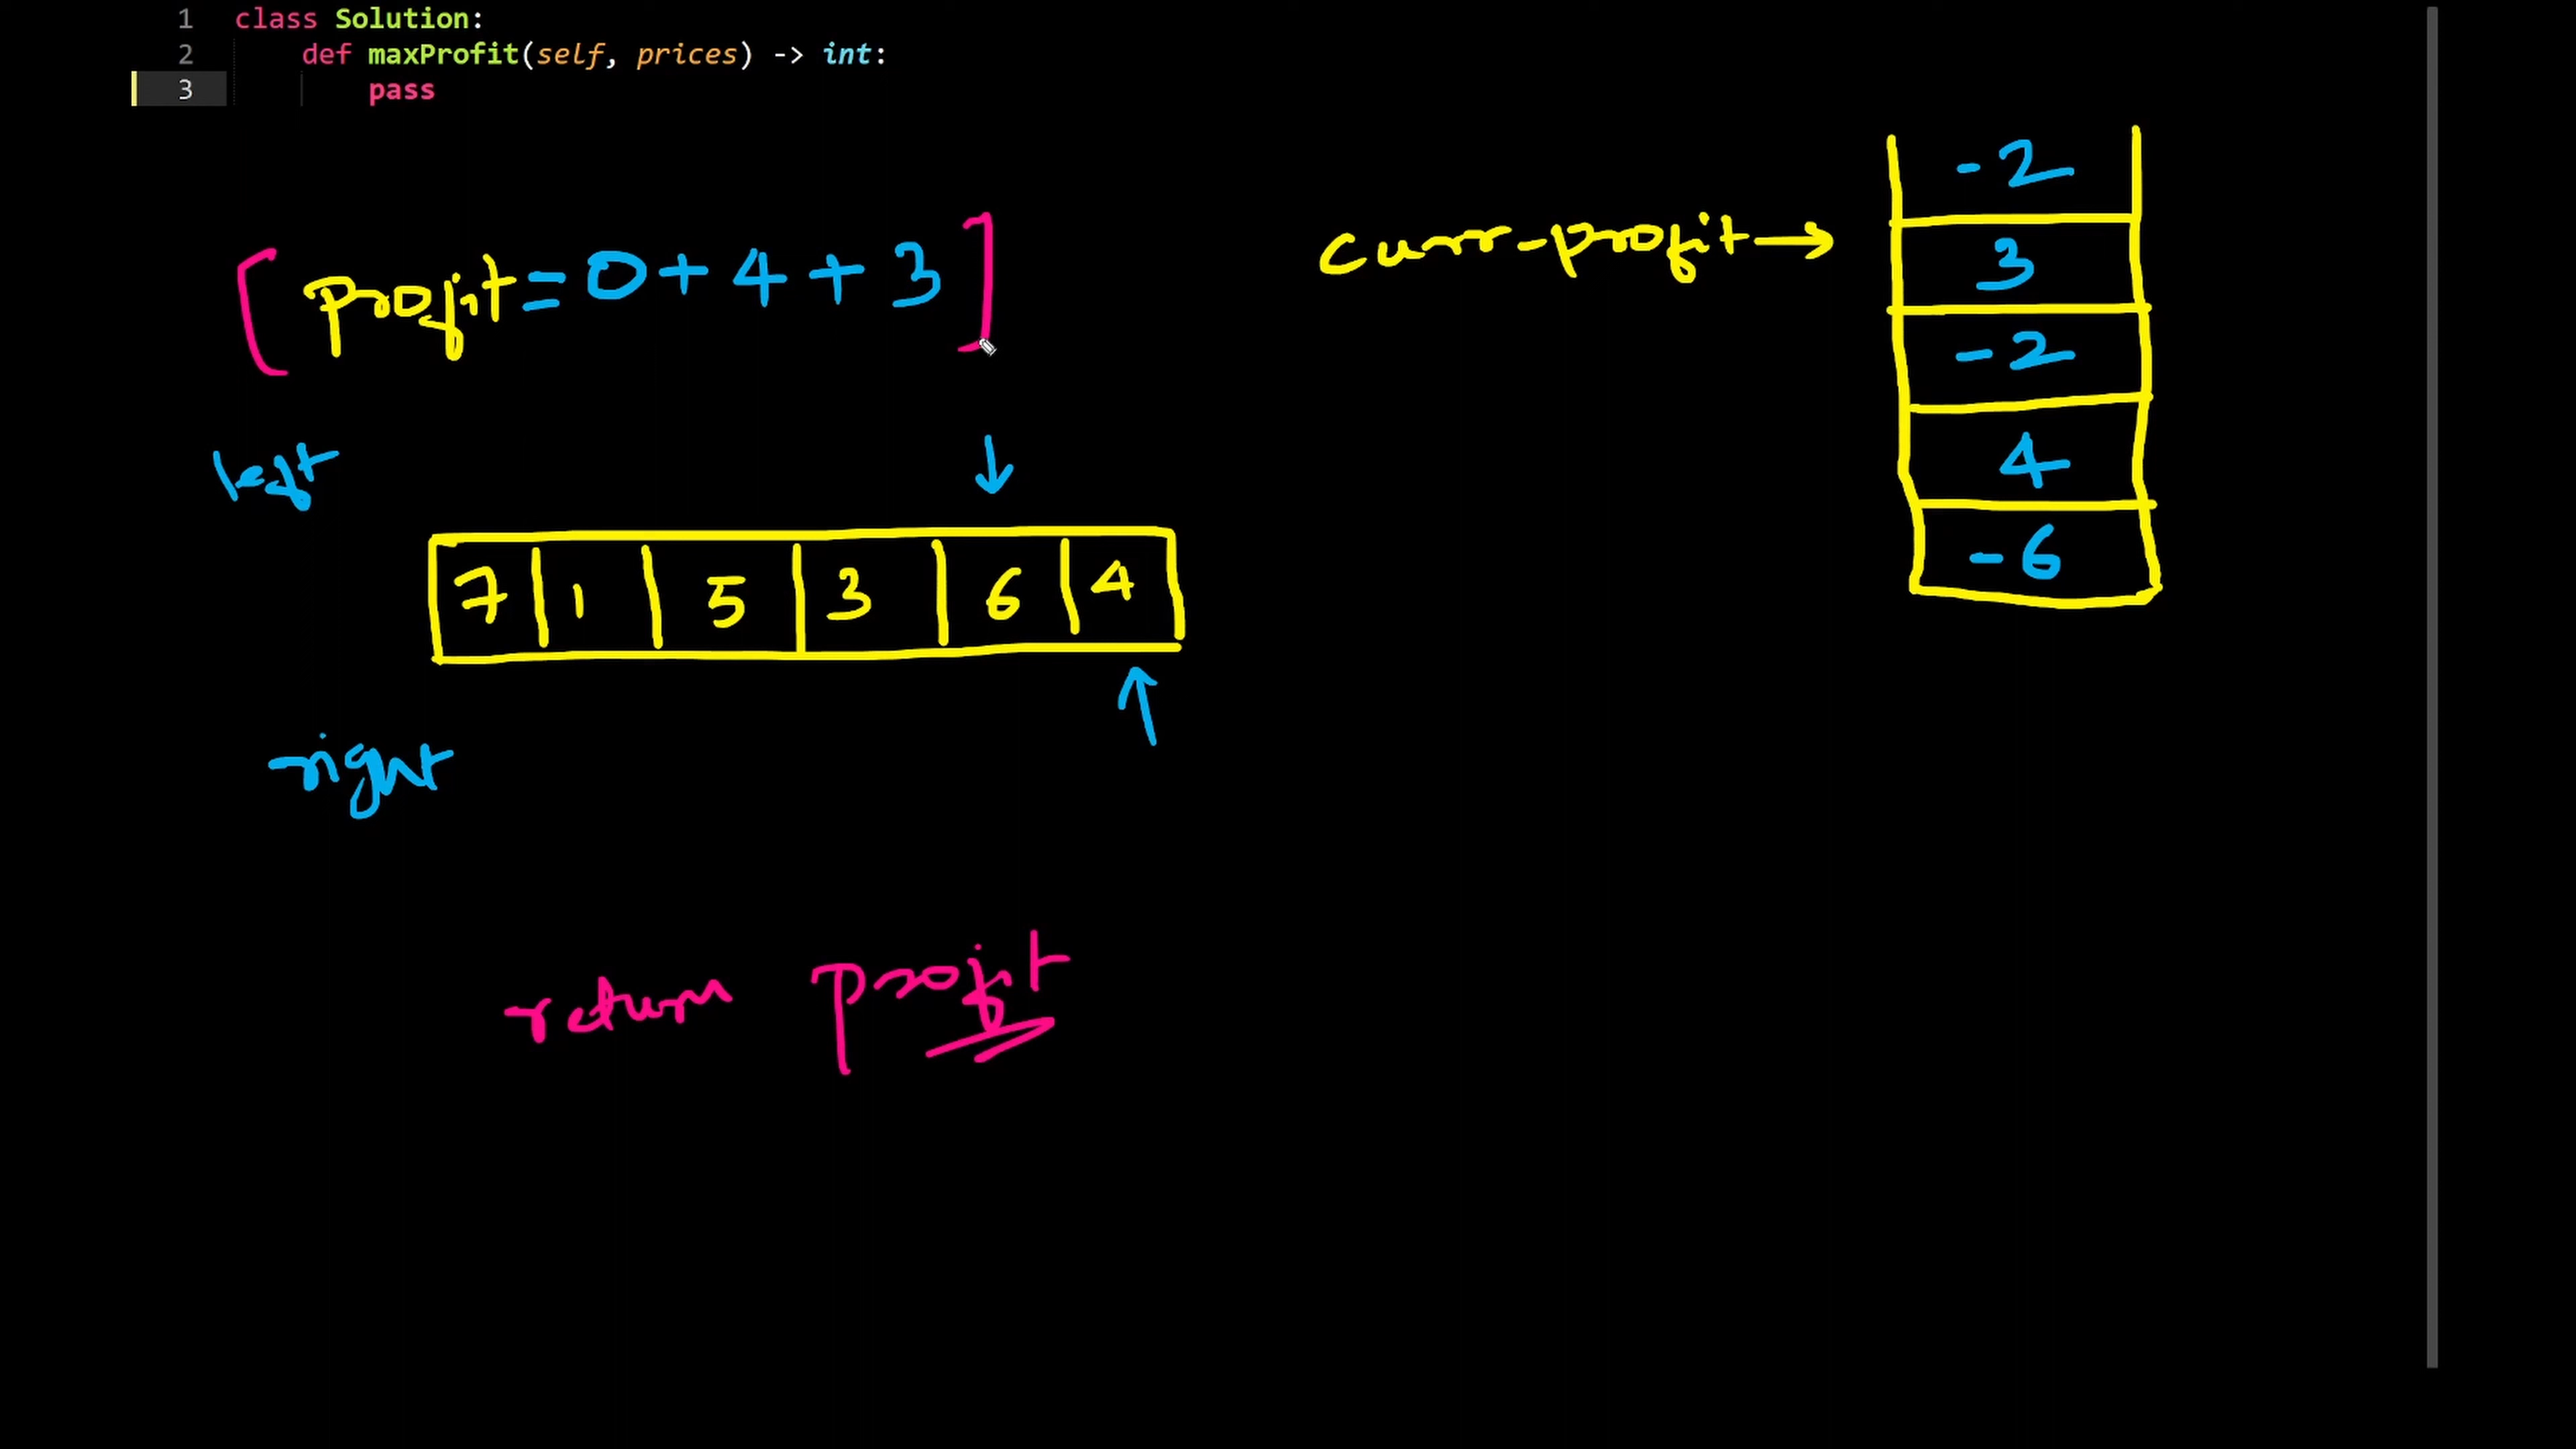 1 class Solution:
2 def maxProfit(self, prices) -> int:
3 pass
profit = 0 + 4 + 3
curr-profit →
-2
3
-2
4
-6
left
7 1 5 3 6 4
right
return profit